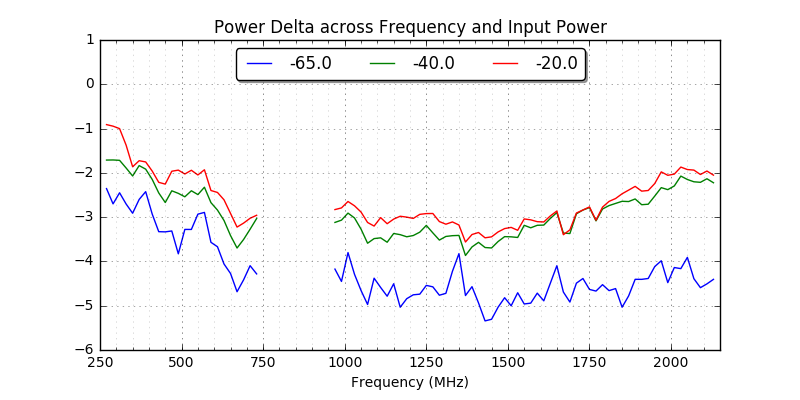 Power Delta across Frequency and Input Power
-65.0 -40.0 -20.0
1
0
−1
−2
−3
−4
−5
−6
250 500 750 1000 1250 1500 1750 2000
Frequency (MHz)